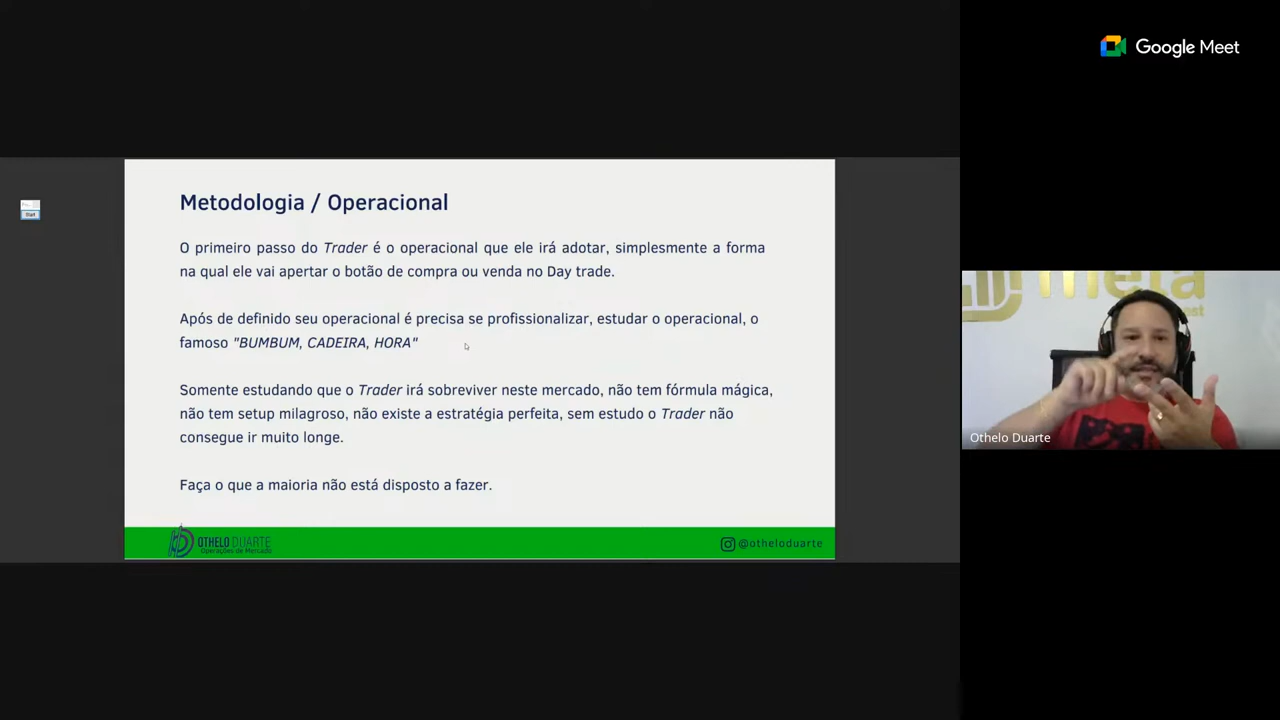 Google Meet
Start
Metodologia / Operacional
O primeiro passo do Trader é o operacional que ele irá adotar, simplesmente a forma
na qual ele vai apertar o botão de compra ou venda no Day trade.
Após de definido seu operacional é precisa se profissionalizar, estudar o operacional, o
famoso "BUMBUM, CADEIRA, HORA"
Somente estudando que o Trader irá sobreviver neste mercado, não tem fórmula mágica,
não tem setup milagroso, não existe a estratégia perfeita, sem estudo o Trader não
consegue ir muito longe.
Faça o que a maioria não está disposto a fazer.
OTHELO DUARTE
Operações de Mercado
@otheloduarte
meta
Othelo Duarte